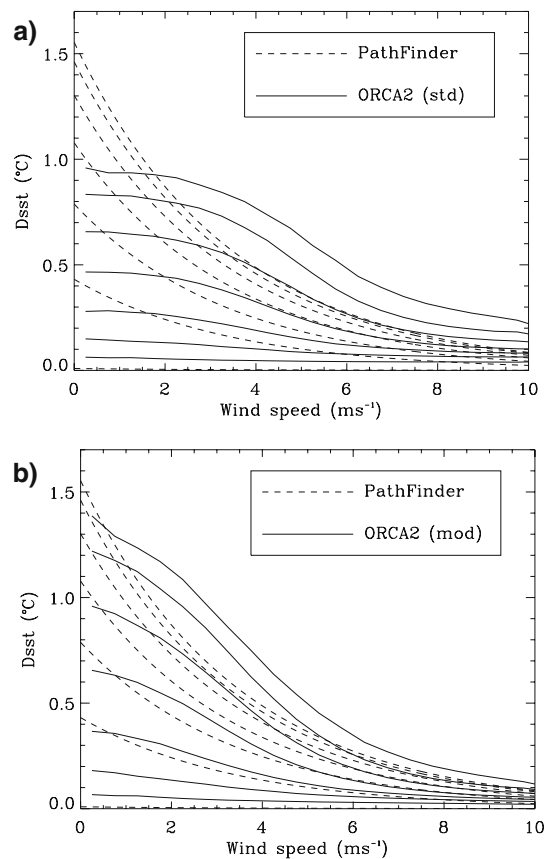 a)
1.5
1.0
0.5
0.0
Dsst (°C)
PathFinder
ORCA2 (std)
0 2 4 6 8 10
Wind speed (ms⁻¹)
b)
1.5
1.0
0.5
0.0
Dsst (°C)
PathFinder
ORCA2 (mod)
0 2 4 6 8 10
Wind speed (ms⁻¹)